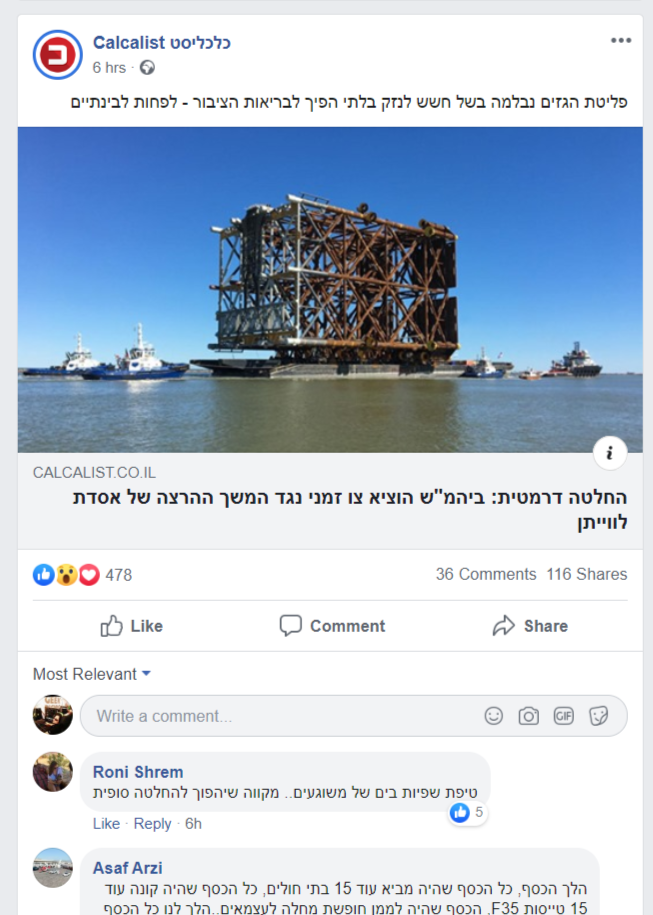 Calcalist כלכליסט
6 hrs ·
פליטת הגזים נבלמה בשל חשש לנזק בלתי הפיך לבריאות הציבור - לפחות לבינתיים
CALCALIST.CO.IL
החלטה דרמטית: ביהמ"ש הוציא צו זמני נגד המשך ההרצה של אסדת
לווייתן
478
36 Comments 116 Shares
Like Comment Share
Most Relevant
Write a comment...
GIF
Roni Shrem
טיפת שפיות בים של משוגעים.. מקווה שיהפוך להחלטה סופית
5
Like · Reply · 6h
Asaf Arzi
הלך הכסף, כל הכסף שהיה מביא עוד 15 בתי חולים, כל הכסף שהיה קונה עוד
15 טייסות F35. הכסף שהיה לממן חופשת מחלה לעצמאים..הלך לנו כל הכסף